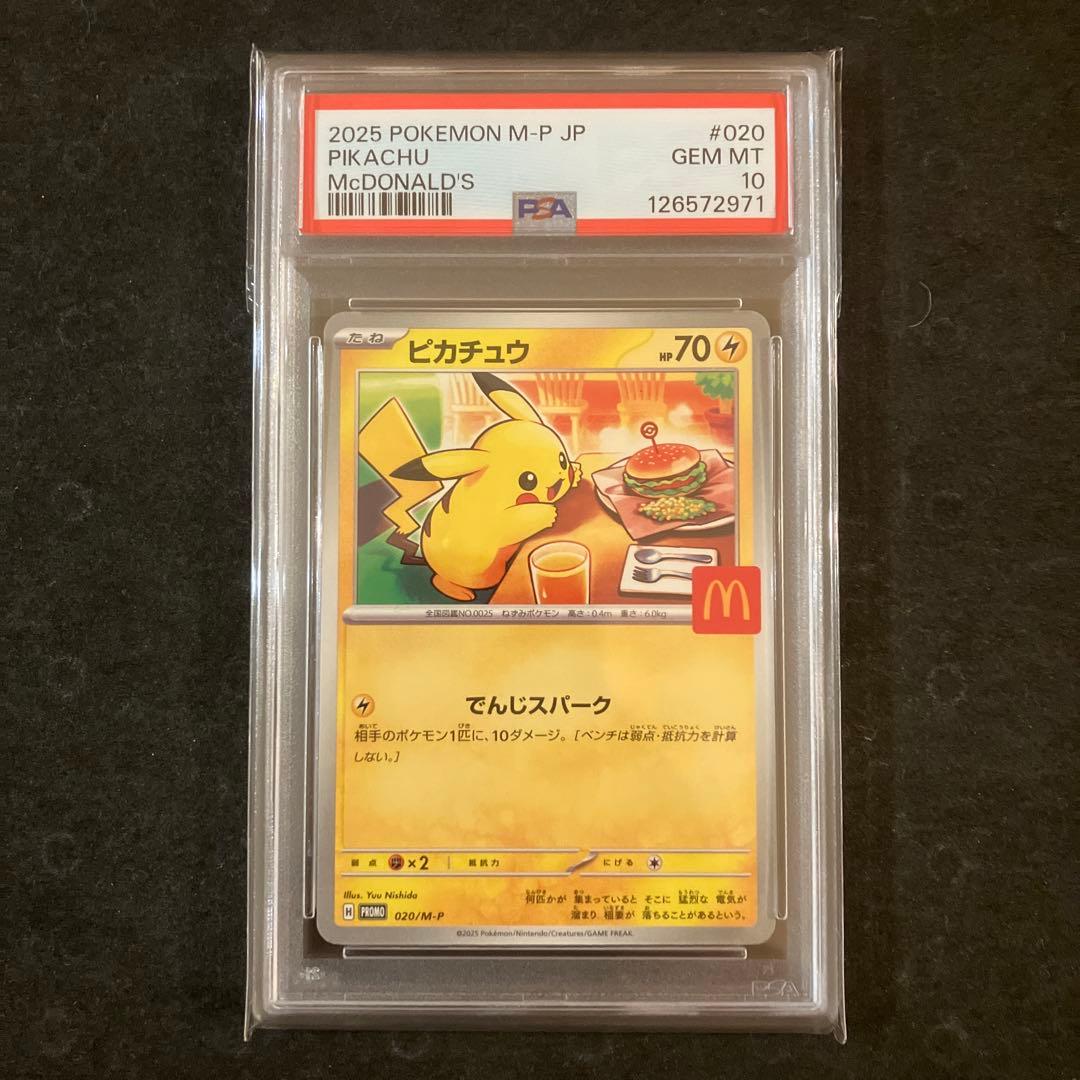 2025 POKEMON M-P JP #020
PIKACHU GEM MT
McDONALD'S 10
PSA 126572971
たね ピカチュウ HP70
全国図鑑NO.0025 ねずみポケモン 高さ:0.4m 重さ:6.0kg
M
でんじスパーク
相手のポケモン1匹に、10ダメージ。[ベンチは弱点・抵抗力を計算
しない。]
弱点 ×2 抵抗力 にげる
Illus. Yuu Nishida
何匹かが 集まっていると そこに 猛烈な 電気が
溜まり 稲妻が 落ちることがあるという。
H PROMO 020/M-P
©2025 Pokémon/Nintendo/Creatures/GAME FREAK.
PSA